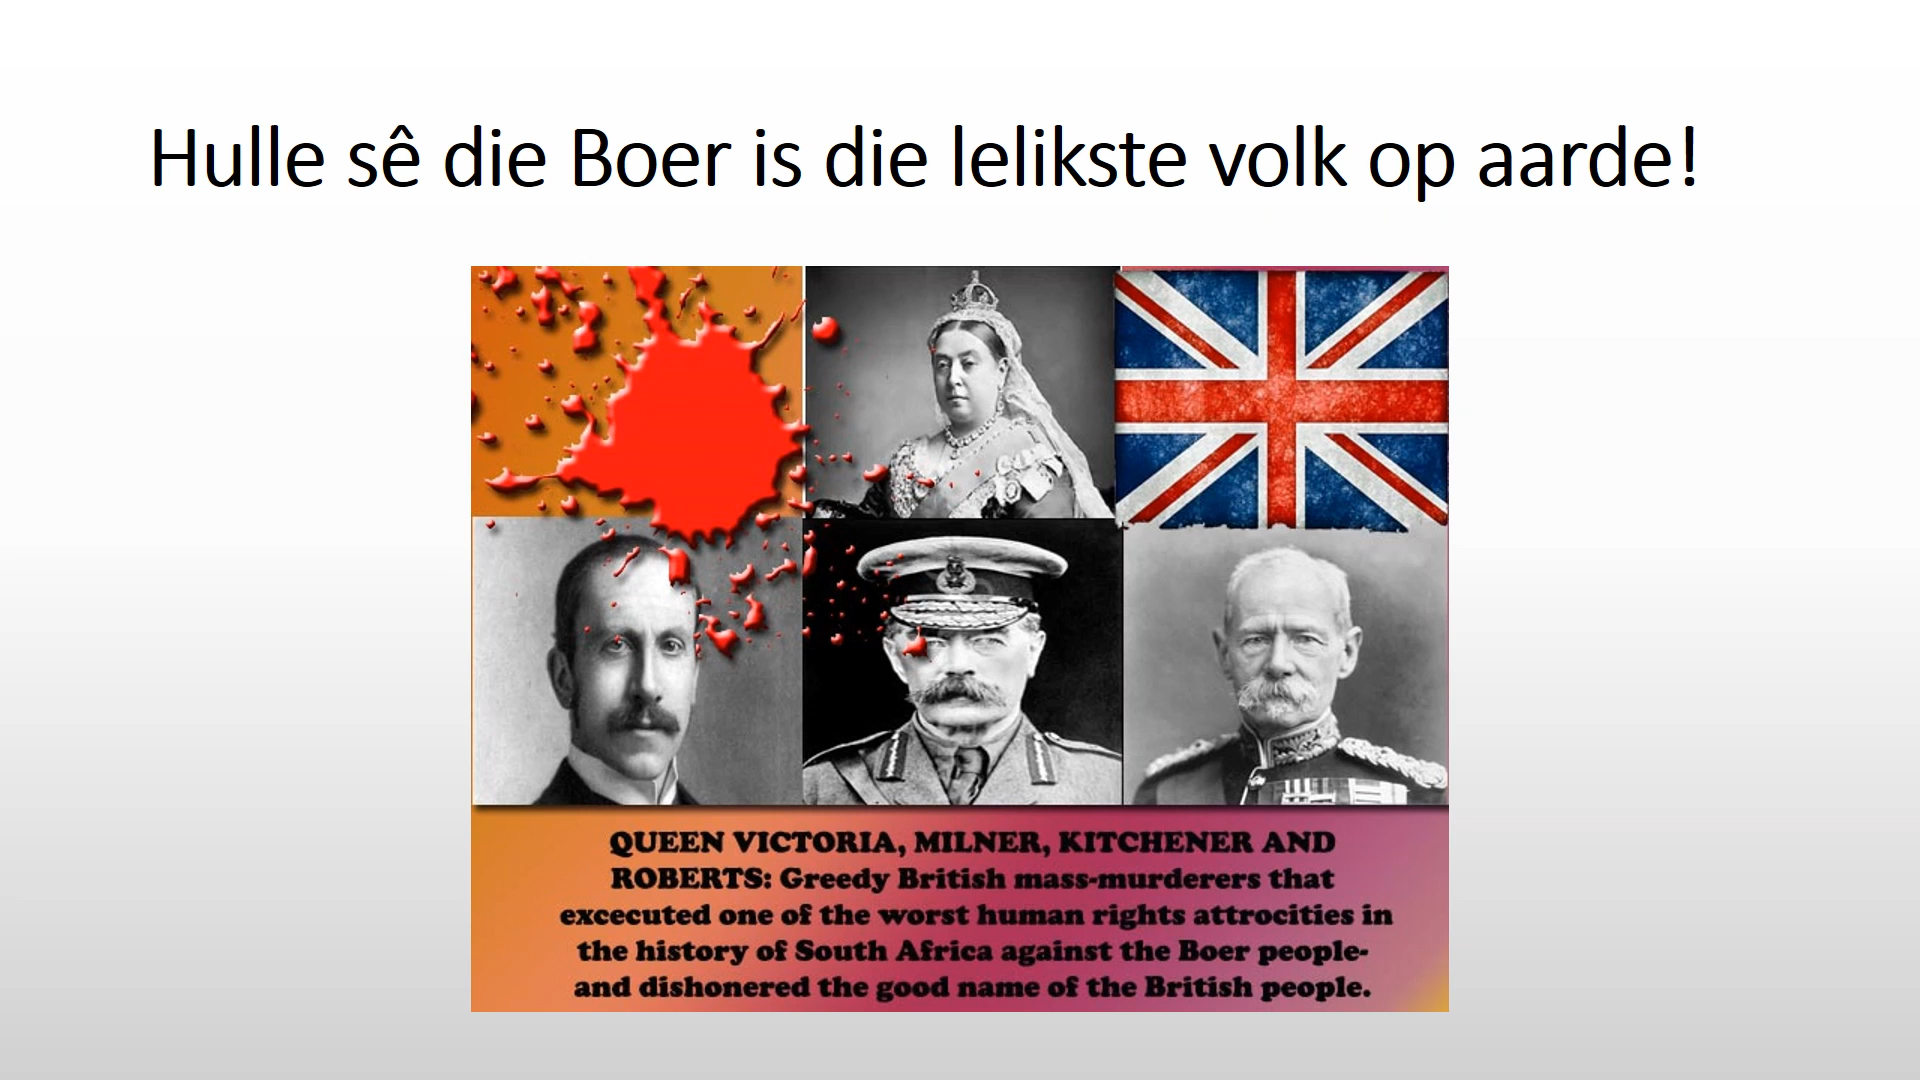 Hulle sê die Boer is die lelikste volk op aarde!
QUEEN VICTORIA, MILNER, KITCHENER AND
ROBERTS: Greedy British mass-murderers that
excecuted one of the worst human rights attrocities in
the history of South Africa against the Boer people-
and dishonered the good name of the British people.